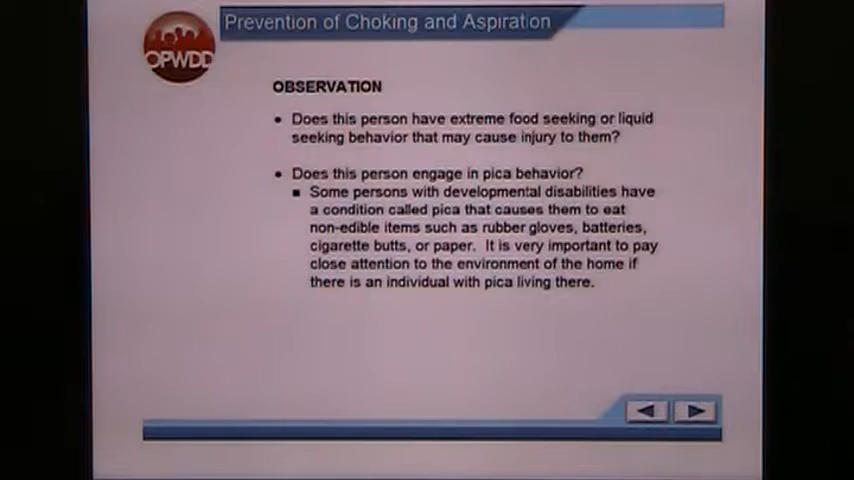 Prevention of Choking and Aspiration
OPWDD
OBSERVATION
• Does this person have extreme food seeking or liquid
seeking behavior that may cause injury to them?
• Does this person engage in pica behavior?
▪ Some persons with developmental disabilities have
a condition called pica that causes them to eat
non-edible items such as rubber gloves, batteries,
cigarette butts, or paper. It is very important to pay
close attention to the environment of the home if
there is an individual with pica living there.